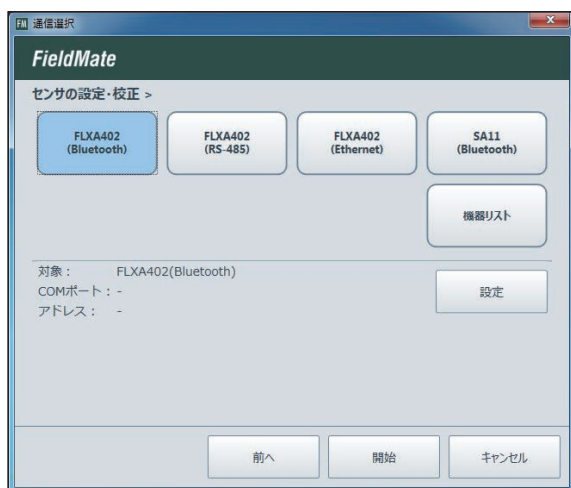 FM 通信選択
FieldMate
センサの設定・校正 >
FLXA402
(Bluetooth)
FLXA402
(RS-485)
FLXA402
(Ethernet)
SA11
(Bluetooth)
機器リスト
対象： FLXA402(Bluetooth)
COMポート： -
アドレス： -
設定
前へ
開始
キャンセル